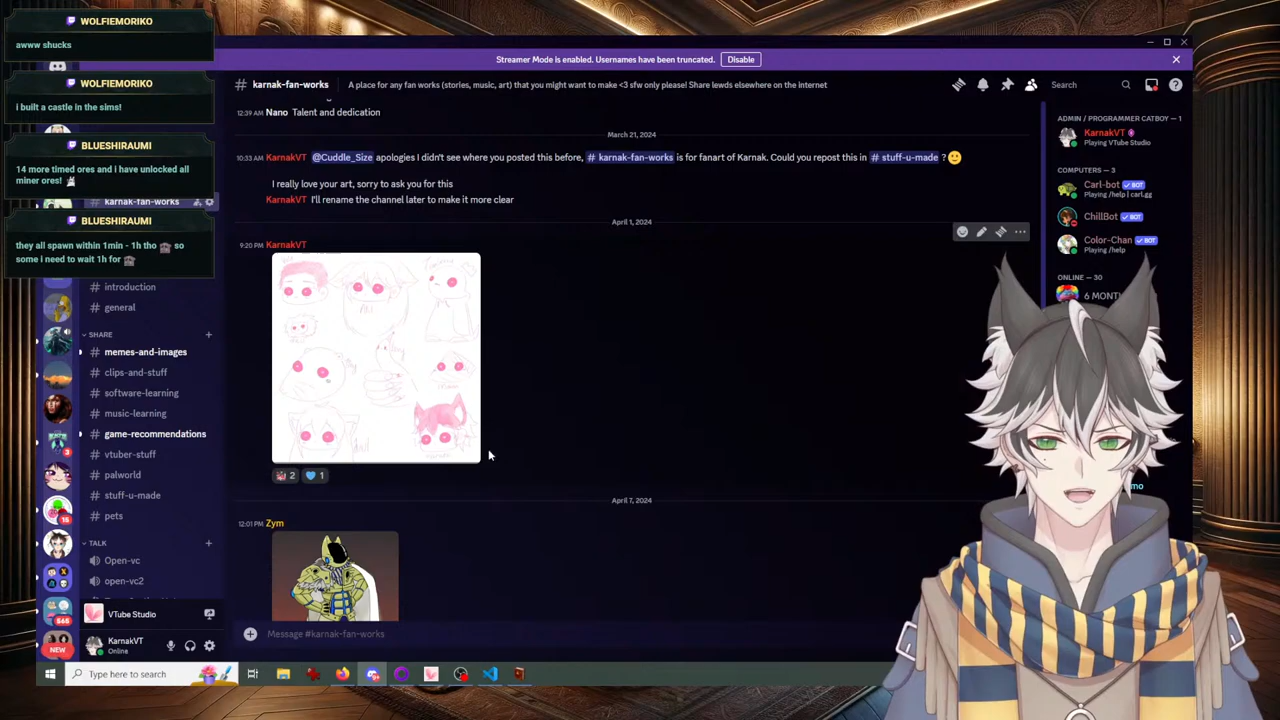 WOLFIEMORIKO
awww shucks
WOLFIEMORIKO
i built a castle in the sims!
BLUESHIRAUMI
14 more timed ores and i have unlocked all
miner ores!
BLUESHIRAUMI
they all spawn within 1min - 1h tho so
some i need to wait 1h for
Streamer Mode is enabled. Usernames have been truncated. Disable
# karnak-fan-works
A place for any fan works (stories, music, art) that you might want to make <3 sfw only please! Share lewds elsewhere on the internet
Search
karnak-fan-works
# introduction
# general
SHARE
# memes-and-images
# clips-and-stuff
# software-learning
# music-learning
# game-recommendations
# vtuber-stuff
# palworld
# stuff-u-made
# pets
TALK
Open-vc
open-vc2
VTube Studio
KarnakVT
Online
3
15
565
NEW
12:39 AM Nano Talent and dedication
March 21, 2024
10:33 AM KarnakVT @Cuddle_Size apologies I didn't see where you posted this before, # karnak-fan-works is for fanart of Karnak. Could you repost this in # stuff-u-made ?
I really love your art, sorry to ask you for this
KarnakVT I'll rename the channel later to make it more clear
April 1, 2024
9:20 PM KarnakVT
2 1
April 7, 2024
12:01 PM Zym
Message #karnak-fan-works
ADMIN / PROGRAMMER CATBOY — 1
KarnakVT
Playing VTube Studio
COMPUTERS — 3
Carl-bot BOT
Playing /help | carl.gg
ChillBot BOT
Color-Chan BOT
Playing /help
ONLINE — 30
6 MONT
mo
Type here to search